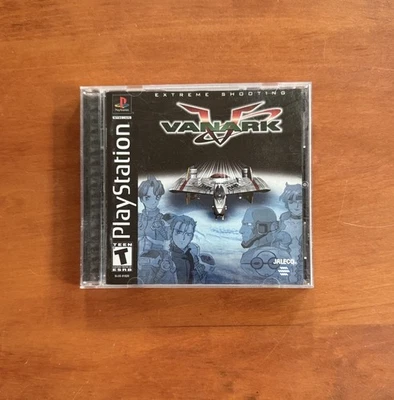 EXTREME SHOOTING
VANARK
PlayStation
TEEN
T
ESRB
JALECO